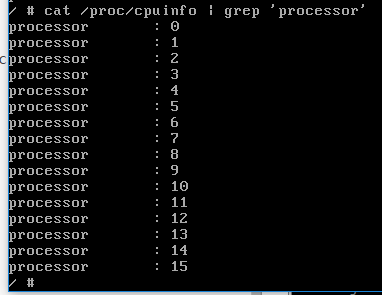 / # cat /proc/cpuinfo | grep 'processor'
processor : 0
processor : 1
processor : 2
processor : 3
processor : 4
processor : 5
processor : 6
processor : 7
processor : 8
processor : 9
processor : 10
processor : 11
processor : 12
processor : 13
processor : 14
processor : 15
/ #